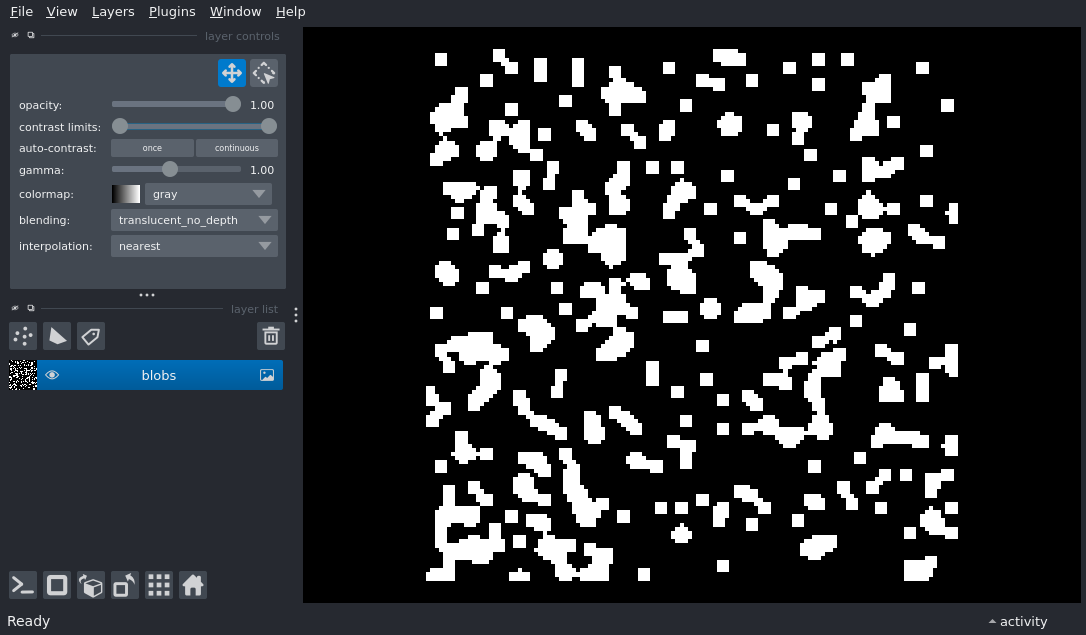 File View Layers Plugins Window Help
layer controls
opacity: 1.00
contrast limits:
auto-contrast: once continuous
gamma: 1.00
colormap: gray
blending: translucent_no_depth
interpolation: nearest
layer list
blobs
Ready activity